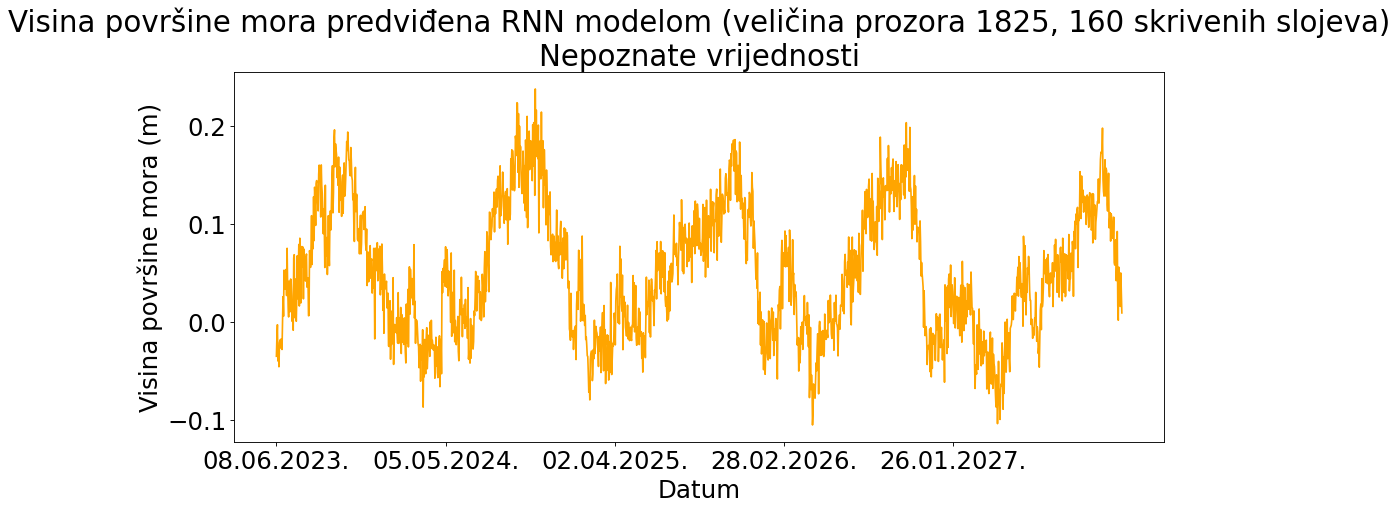 Visina površine mora predviđena RNN modelom (veličina prozora 1825, 160 skrivenih slojeva)
Nepoznate vrijednosti
Visina površine mora (m)
0.2
0.1
0.0
−0.1
08.06.2023. 05.05.2024. 02.04.2025. 28.02.2026. 26.01.2027.
Datum